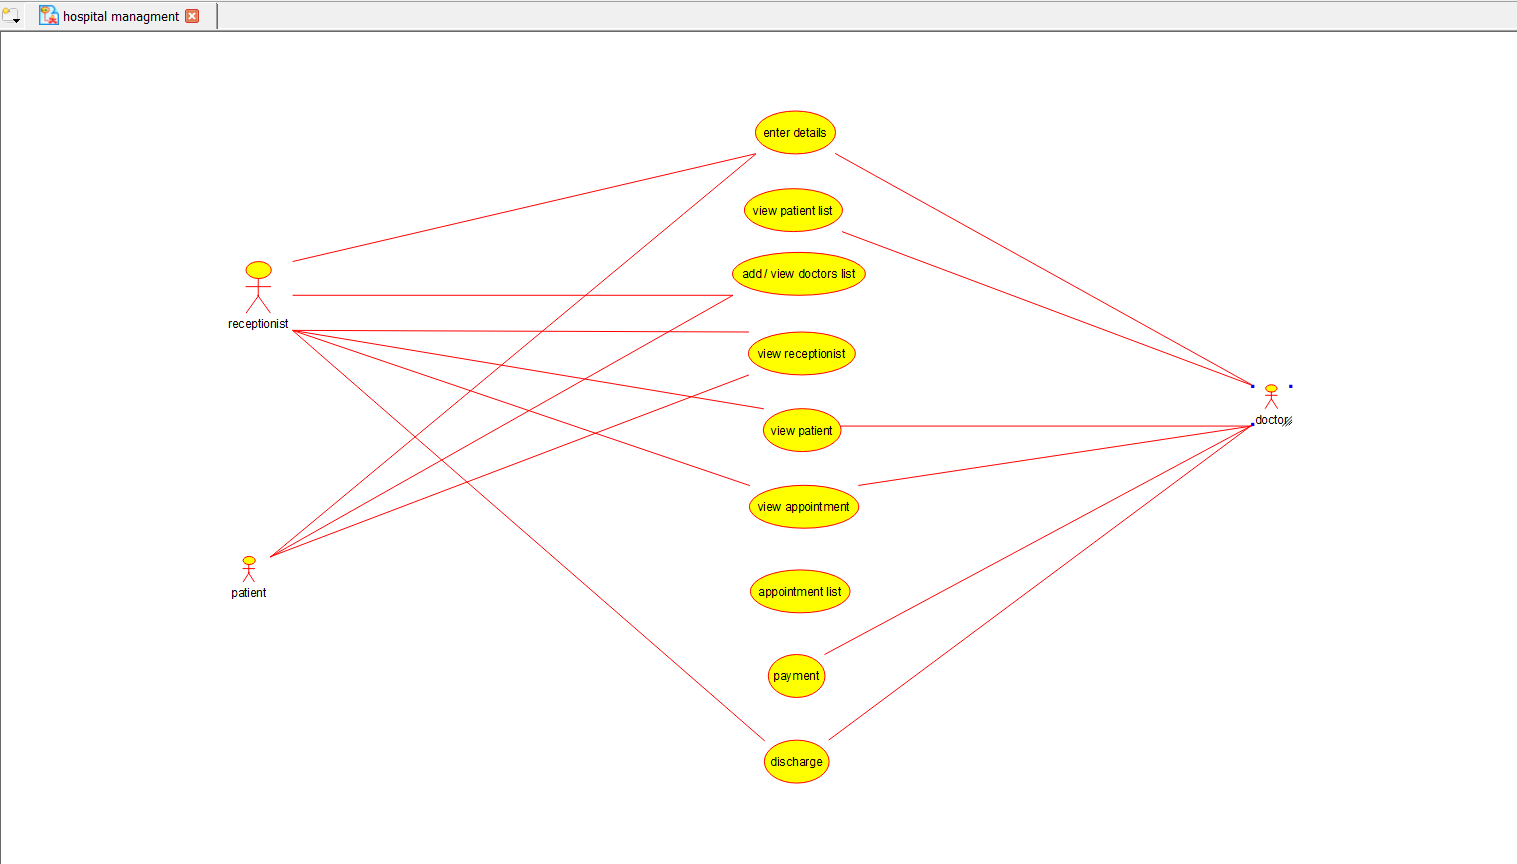 hospital managment
enter details
view patient list
add / view doctors list
receptionist
view receptionist
doctor
view patient
view appointment
patient
appointment list
payment
discharge